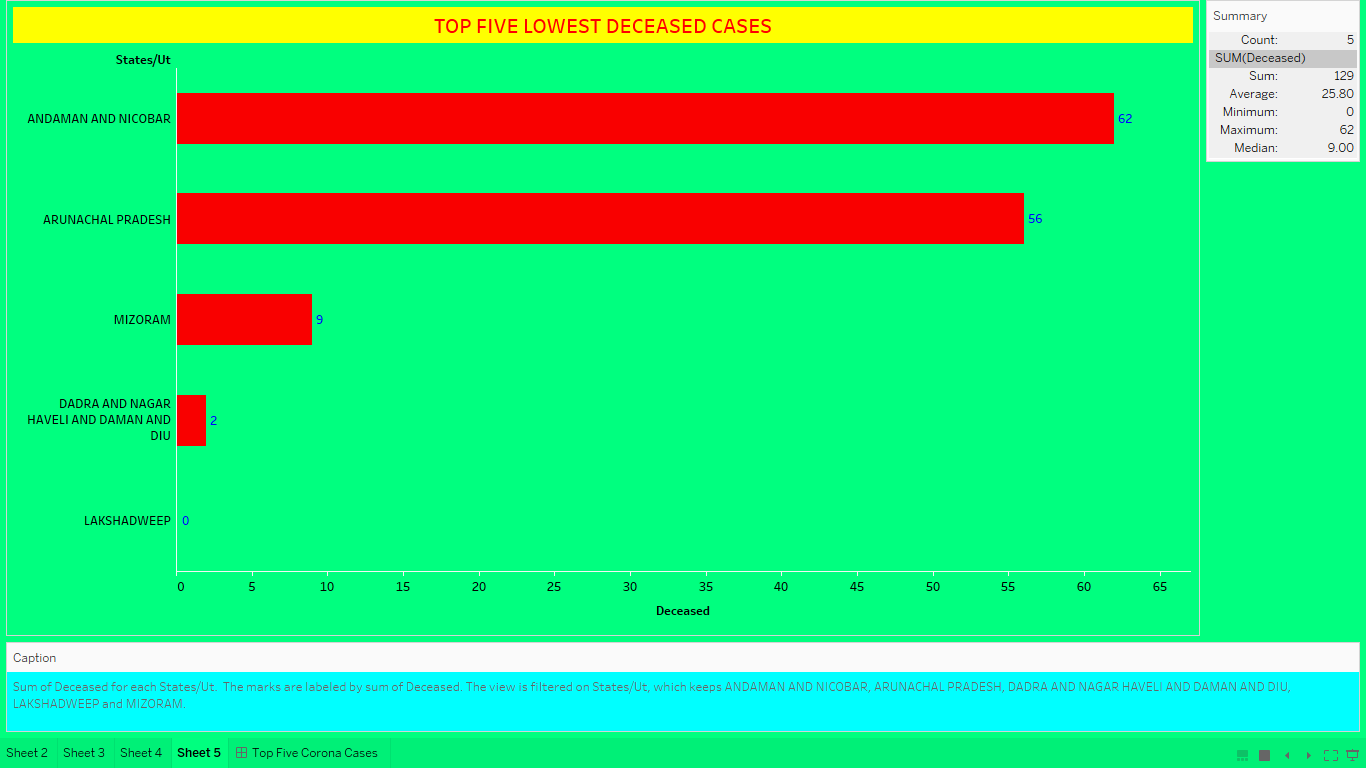 TOP FIVE LOWEST DECEASED CASES
States/Ut
ANDAMAN AND NICOBAR
62
ARUNACHAL PRADESH
56
MIZORAM
9
DADRA AND NAGAR
HAVELI AND DAMAN AND
DIU
2
LAKSHADWEEP
0
0 5 10 15 20 25 30 35 40 45 50 55 60 65
Deceased
Summary
Count: 5
SUM(Deceased)
Sum: 129
Average: 25.80
Minimum: 0
Maximum: 62
Median: 9.00
Caption
Sum of Deceased for each States/Ut. The marks are labeled by sum of Deceased. The view is filtered on States/Ut, which keeps ANDAMAN AND NICOBAR, ARUNACHAL PRADESH, DADRA AND NAGAR HAVELI AND DAMAN AND DIU,
LAKSHADWEEP and MIZORAM.
Sheet 2 Sheet 3 Sheet 4 Sheet 5 Top Five Corona Cases